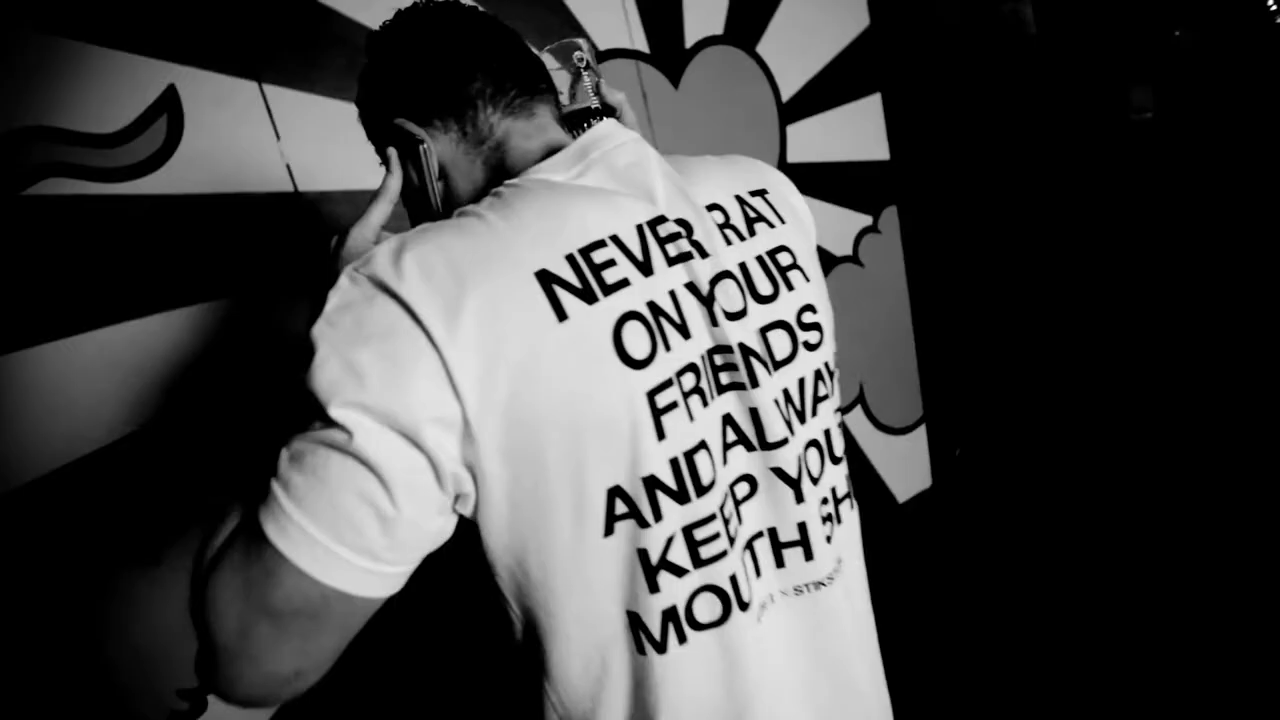 NEVER RAT
ON YOUR
FRIENDS
AND ALWAY
KEEP YOU
MOUTH SH